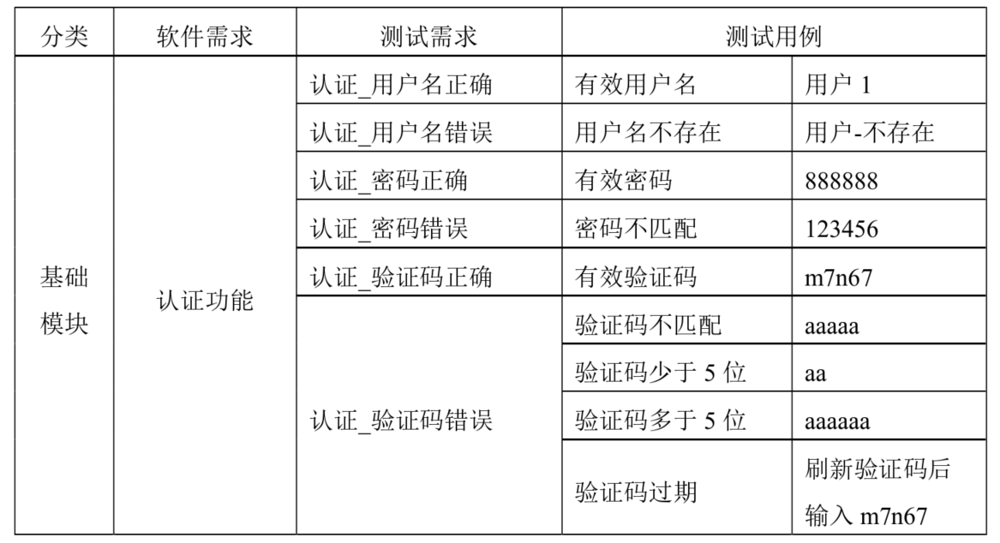 分类 软件需求 测试需求 测试用例
认证_用户名正确 有效用户名 用户 1
认证_用户名错误 用户名不存在 用户-不存在
认证_密码正确 有效密码 888888
认证_密码错误 密码不匹配 123456
基础
模块
认证功能
认证_验证码正确 有效验证码 m7n67
认证_验证码错误
验证码不匹配 aaaaa
验证码少于 5 位 aa
验证码多于 5 位 aaaaaa
验证码过期
刷新验证码后
输入 m7n67